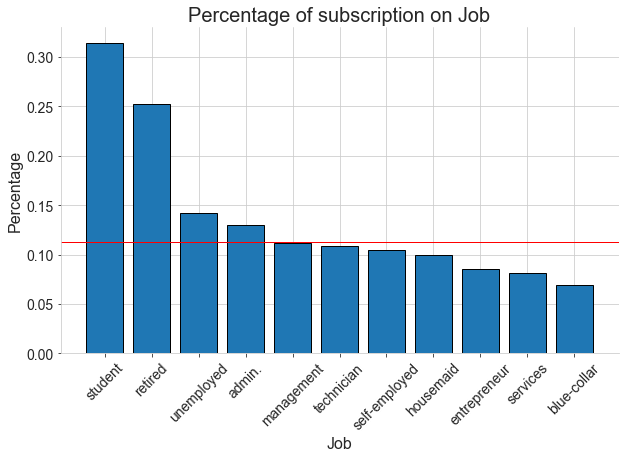 Percentage of subscription on Job
Percentage
0.30
0.25
0.20
0.15
0.10
0.05
0.00
student
retired
unemployed
admin.
management
technician
self-employed
housemaid
entrepreneur
services
blue-collar
Job